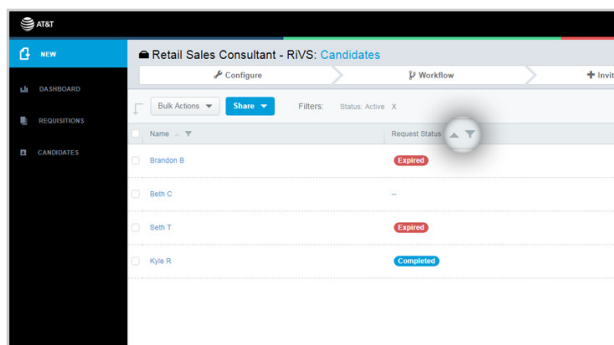 AT&T
NEW
DASHBOARD
REQUISITIONS
CANDIDATES
Retail Sales Consultant - RiVS: Candidates
Configure
Workflow
Invit
Bulk Actions
Share
Filters: Status: Active X
Name
Request Status
Brandon B
Expired
Beth C
--
Seth T
Expired
Kyle R
Completed